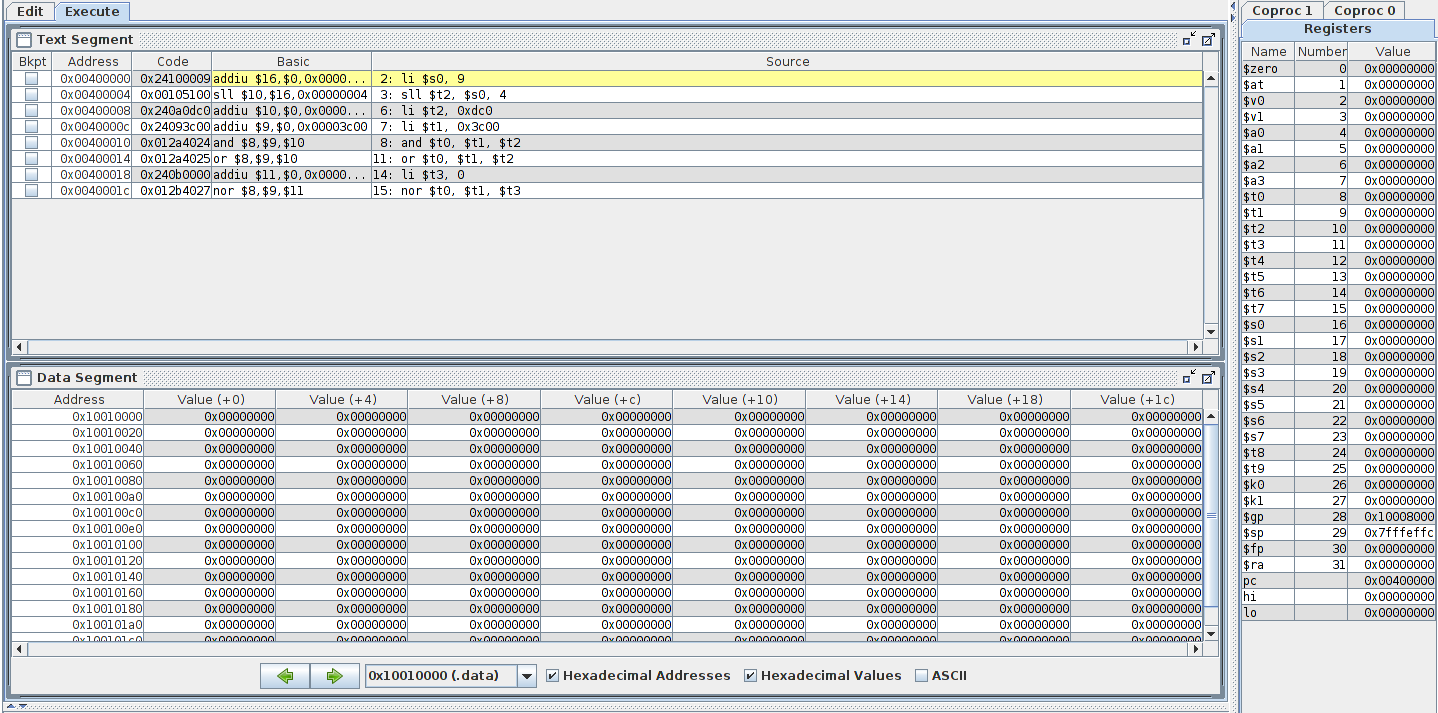 Edit Execute
Text Segment
Bkpt Address Code Basic Source
0x00400000 0x24100009 addiu $16,$0,0x0000... 2: li $s0, 9
0x00400004 0x00105100 sll $10,$16,0x00000004 3: sll $t2, $s0, 4
0x00400008 0x240a0dc0 addiu $10,$0,0x0000... 6: li $t2, 0xdc0
0x0040000c 0x24093c00 addiu $9,$0,0x00003c00 7: li $t1, 0x3c00
0x00400010 0x012a4024 and $8,$9,$10 8: and $t0, $t1, $t2
0x00400014 0x012a4025 or $8,$9,$10 11: or $t0, $t1, $t2
0x00400018 0x240b0000 addiu $11,$0,0x0000... 14: li $t3, 0
0x0040001c 0x012b4027 nor $8,$9,$11 15: nor $t0, $t1, $t3
Data Segment
Address Value (+0) Value (+4) Value (+8) Value (+c) Value (+10) Value (+14) Value (+18) Value (+1c)
0x10010000 0x00000000 0x00000000 0x00000000 0x00000000 0x00000000 0x00000000 0x00000000 0x00000000
0x10010020 0x00000000 0x00000000 0x00000000 0x00000000 0x00000000 0x00000000 0x00000000 0x00000000
0x10010040 0x00000000 0x00000000 0x00000000 0x00000000 0x00000000 0x00000000 0x00000000 0x00000000
0x10010060 0x00000000 0x00000000 0x00000000 0x00000000 0x00000000 0x00000000 0x00000000 0x00000000
0x10010080 0x00000000 0x00000000 0x00000000 0x00000000 0x00000000 0x00000000 0x00000000 0x00000000
0x100100a0 0x00000000 0x00000000 0x00000000 0x00000000 0x00000000 0x00000000 0x00000000 0x00000000
0x100100c0 0x00000000 0x00000000 0x00000000 0x00000000 0x00000000 0x00000000 0x00000000 0x00000000
0x100100e0 0x00000000 0x00000000 0x00000000 0x00000000 0x00000000 0x00000000 0x00000000 0x00000000
0x10010100 0x00000000 0x00000000 0x00000000 0x00000000 0x00000000 0x00000000 0x00000000 0x00000000
0x10010120 0x00000000 0x00000000 0x00000000 0x00000000 0x00000000 0x00000000 0x00000000 0x00000000
0x10010140 0x00000000 0x00000000 0x00000000 0x00000000 0x00000000 0x00000000 0x00000000 0x00000000
0x10010160 0x00000000 0x00000000 0x00000000 0x00000000 0x00000000 0x00000000 0x00000000 0x00000000
0x10010180 0x00000000 0x00000000 0x00000000 0x00000000 0x00000000 0x00000000 0x00000000 0x00000000
0x100101a0 0x00000000 0x00000000 0x00000000 0x00000000 0x00000000 0x00000000 0x00000000 0x00000000
0x100101c0 0x00000000 0x00000000 0x00000000 0x00000000 0x00000000 0x00000000 0x00000000 0x00000000
0x10010000 (.data) Hexadecimal Addresses Hexadecimal Values ASCII
Coproc 1 Coproc 0
Registers
Name Number Value
$zero 0 0x00000000
$at 1 0x00000000
$v0 2 0x00000000
$v1 3 0x00000000
$a0 4 0x00000000
$a1 5 0x00000000
$a2 6 0x00000000
$a3 7 0x00000000
$t0 8 0x00000000
$t1 9 0x00000000
$t2 10 0x00000000
$t3 11 0x00000000
$t4 12 0x00000000
$t5 13 0x00000000
$t6 14 0x00000000
$t7 15 0x00000000
$s0 16 0x00000000
$s1 17 0x00000000
$s2 18 0x00000000
$s3 19 0x00000000
$s4 20 0x00000000
$s5 21 0x00000000
$s6 22 0x00000000
$s7 23 0x00000000
$t8 24 0x00000000
$t9 25 0x00000000
$k0 26 0x00000000
$k1 27 0x00000000
$gp 28 0x10008000
$sp 29 0x7fffeffc
$fp 30 0x00000000
$ra 31 0x00000000
pc 0x00400000
hi 0x00000000
lo 0x00000000